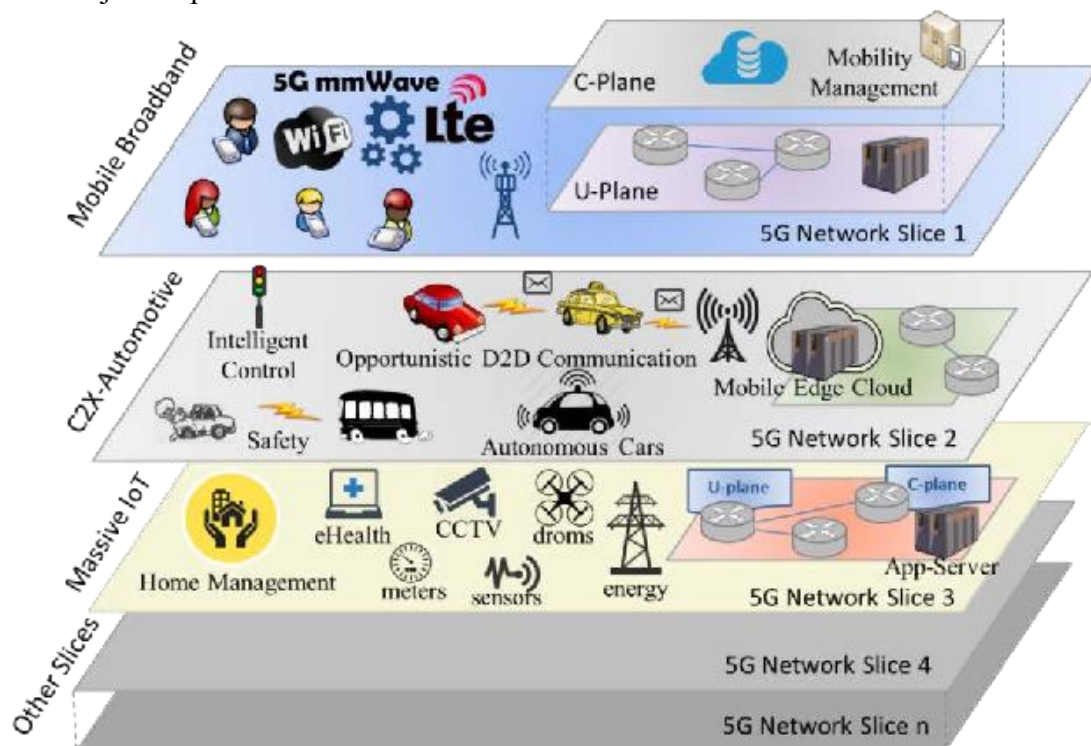 Mobile Broadband
5G mmWave
WiFi
Lte
C-Plane
Mobility
Management
U-Plane
5G Network Slice 1
C2X-Automotive
Intelligent
Control
Opportunistic D2D Communication
Mobile Edge Cloud
Safety
Autonomous Cars
5G Network Slice 2
Massive IoT
Home Management
eHealth
CCTV
droms
meters
sensors
energy
U-plane
C-plane
App-Server
5G Network Slice 3
Other Slices
5G Network Slice 4
5G Network Slice n